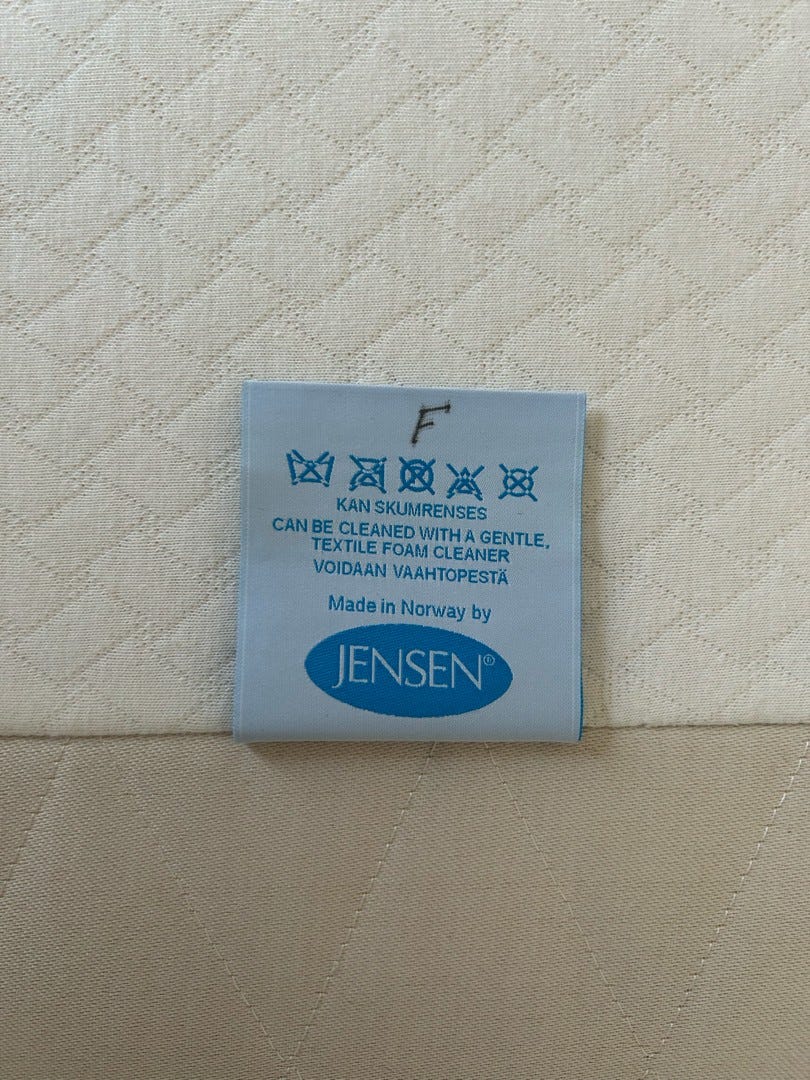 F
KAN SKUMRENSES
CAN BE CLEANED WITH A GENTLE,
TEXTILE FOAM CLEANER
VOIDAAN VAAHTOPESTÄ
Made in Norway by
JENSEN®